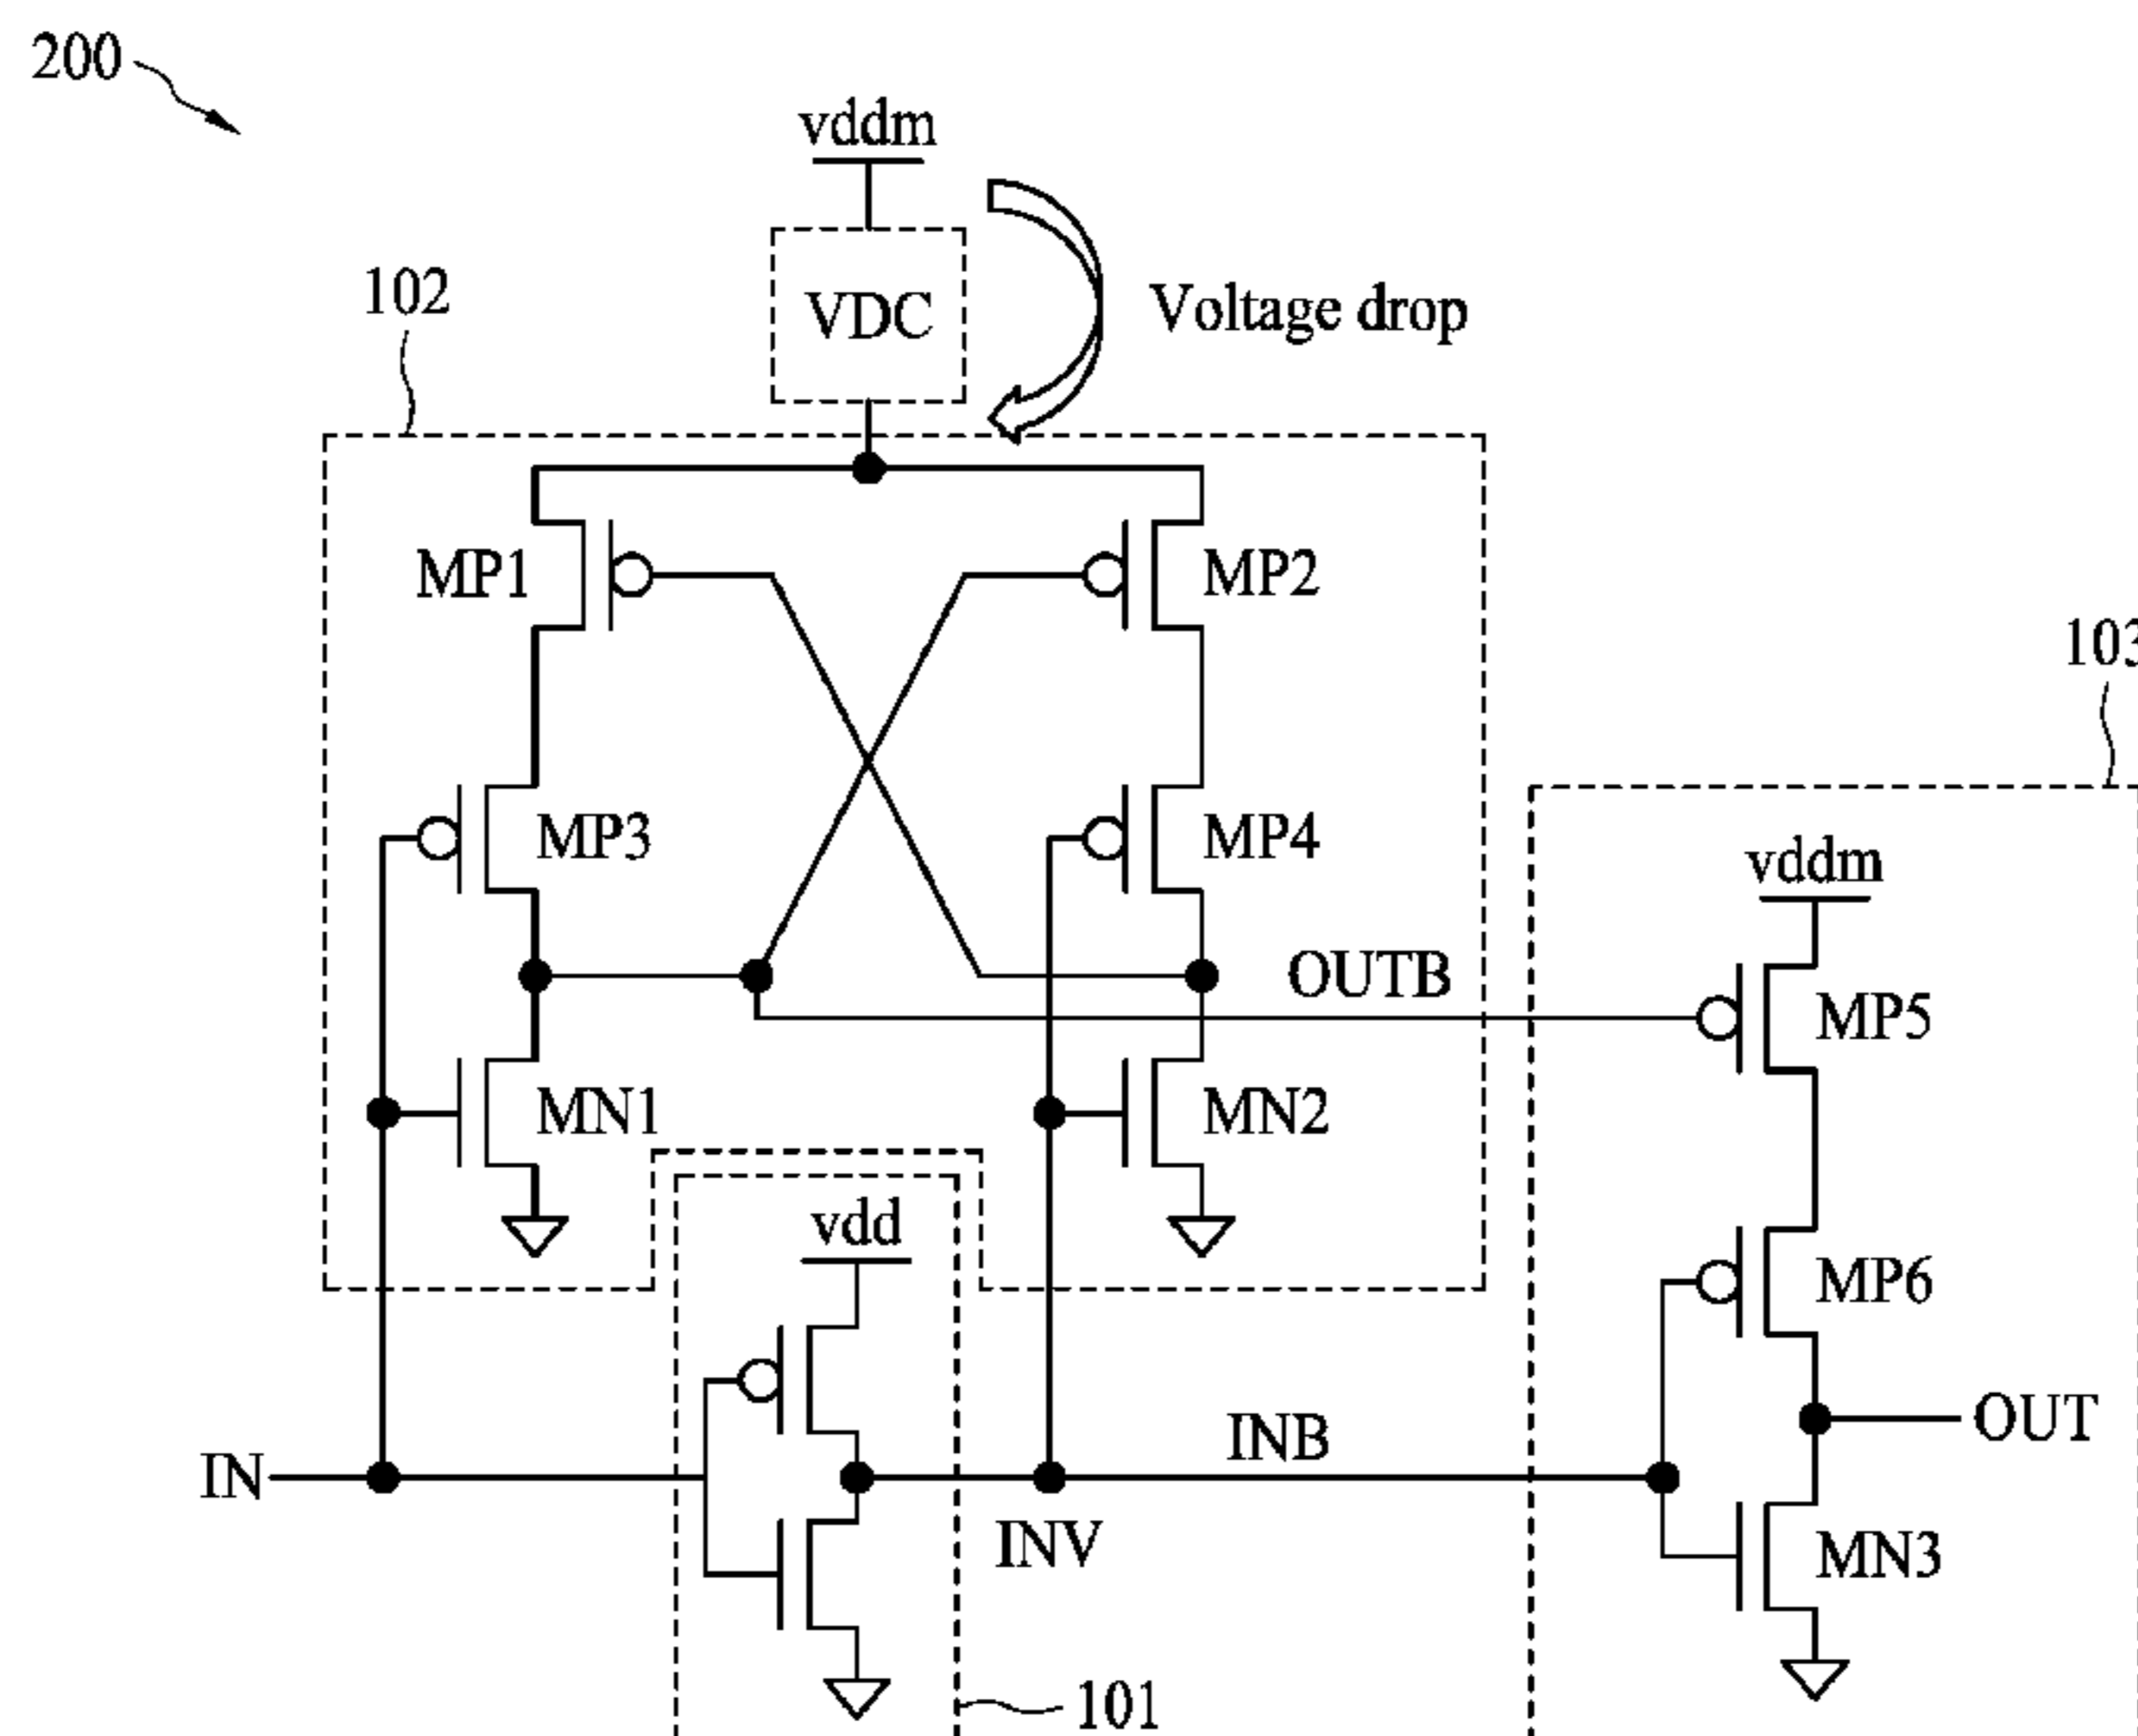 200
vddm
VDC
Voltage drop
102
MP1
MP2
103
MP3
MP4
vddm
OUTB
MP5
MN1
MN2
vdd
MP6
IN
INB
OUT
INV
MN3
101